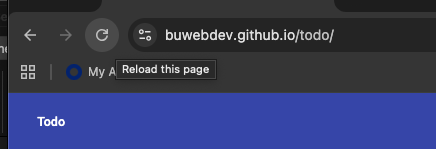 buwebdev.github.io/todo/
My A
Reload this page
Todo